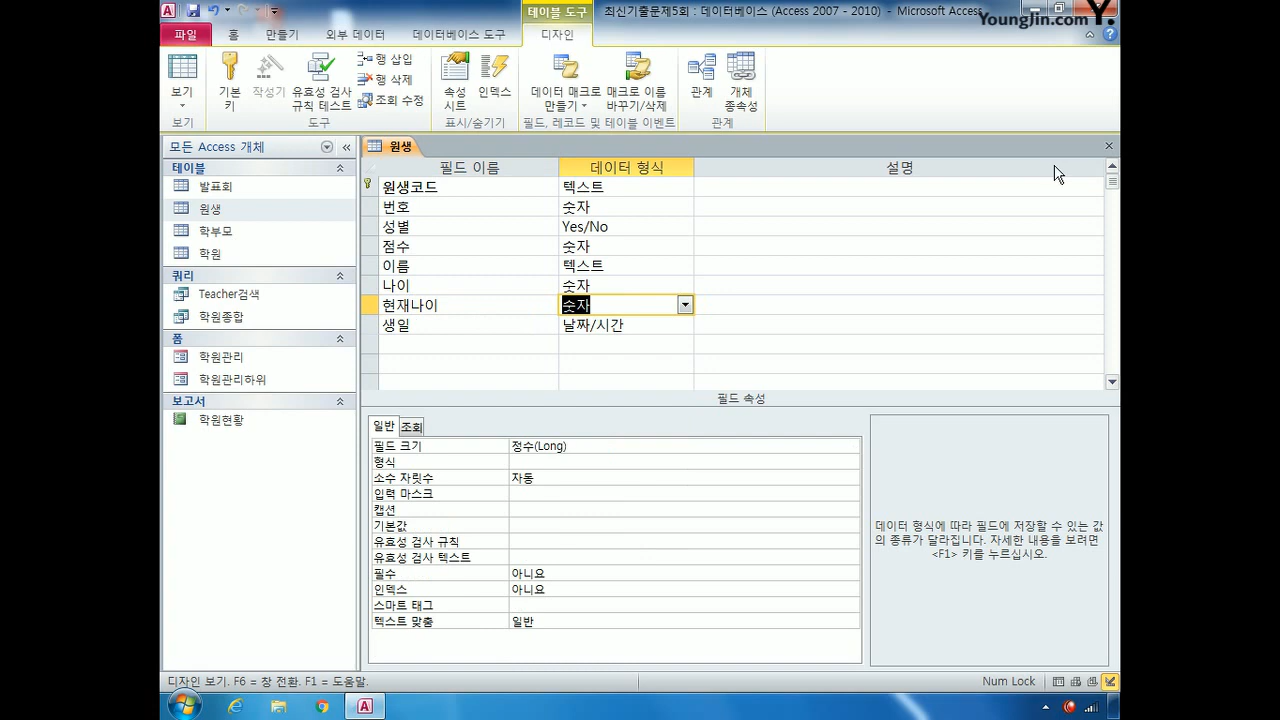 테이블 도구
최신기출문제5회 : 데이터베이스 (Access 2007 - 2010) - Microsoft Access
YoungJin.com Y.
파일
홈
만들기
외부 데이터
데이터베이스 도구
디자인
보기
기본
키
작성기
유효성 검사
규칙 테스트
행 삽입
행 삭제
조회 수정
속성
시트
인덱스
데이터 매크로
만들기
매크로 이름
바꾸기/삭제
관계
개체
종속성
보기
도구
표시/숨기기
필드, 레코드 및 테이블 이벤트
관계
모든 Access 개체
테이블
발표회
원생
학부모
학원
쿼리
Teacher검색
학원종합
폼
학원관리
학원관리하위
보고서
학원현황
원생
필드 이름 데이터 형식 설명
원생코드 텍스트
번호 숫자
성별 Yes/No
점수 숫자
이름 텍스트
나이 숫자
현재나이 숫자
생일 날짜/시간
필드 속성
일반 조회
필드 크기 정수(Long)
형식
소수 자릿수 자동
입력 마스크
캡션
기본값
유효성 검사 규칙
유효성 검사 텍스트
필수 아니요
인덱스 아니요
스마트 태그
텍스트 맞춤 일반
데이터 형식에 따라 필드에 저장할 수 있는 값
의 종류가 달라집니다. 자세한 내용을 보려면
<F1> 키를 누르십시오.
디자인 보기. F6 = 창 전환. F1 = 도움말.
Num Lock